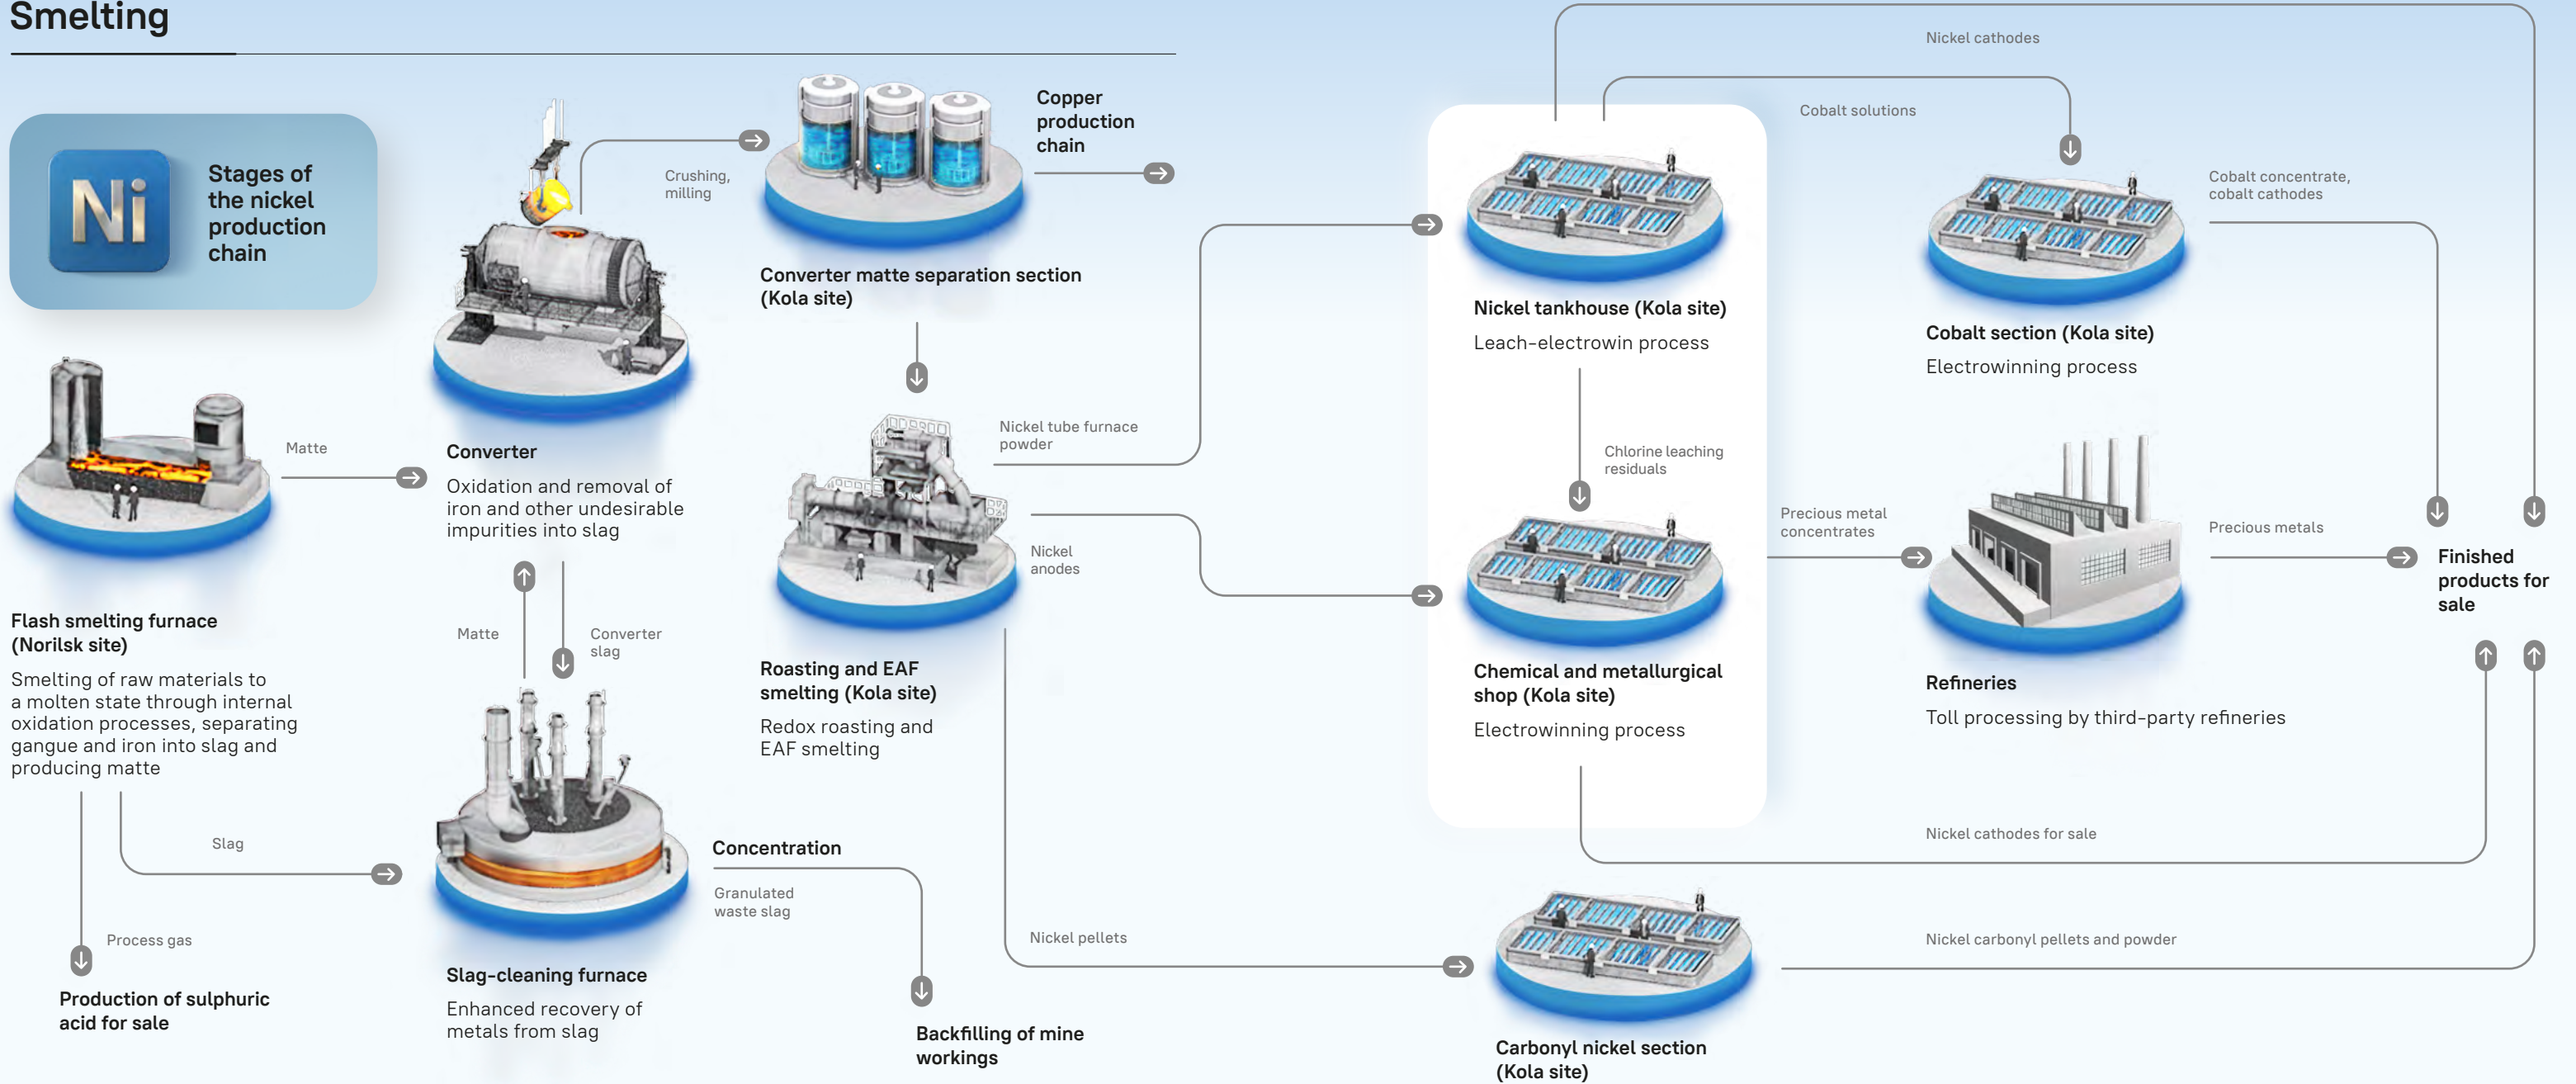 Smelting
Ni
Stages of
the nickel
production
chain
Flash smelting furnace
(Norilsk site)
Smelting of raw materials to
a molten state through internal
oxidation processes, separating
gangue and iron into slag and
producing matte
Matte
Slag
Process gas
Production of sulphuric
acid for sale
Converter
Oxidation and removal of
iron and other undesirable
impurities into slag
Matte
Converter
slag
Slag-cleaning furnace
Enhanced recovery of
metals from slag
Crushing,
milling
Converter matte separation section
(Kola site)
Copper
production
chain
Roasting and EAF
smelting (Kola site)
Redox roasting and
EAF smelting
Concentration
Granulated
waste slag
Backfilling of mine
workings
Nickel tube furnace
powder
Nickel
anodes
Nickel pellets
Nickel tankhouse (Kola site)
Leach-electrowin process
Chlorine leaching
residuals
Chemical and metallurgical
shop (Kola site)
Electrowinning process
Carbonyl nickel section
(Kola site)
Nickel cathodes
Cobalt solutions
Cobalt section (Kola site)
Electrowinning process
Cobalt concentrate,
cobalt cathodes
Precious metal
concentrates
Refineries
Toll processing by third-party refineries
Precious metals
Finished
products for
sale
Nickel cathodes for sale
Nickel carbonyl pellets and powder